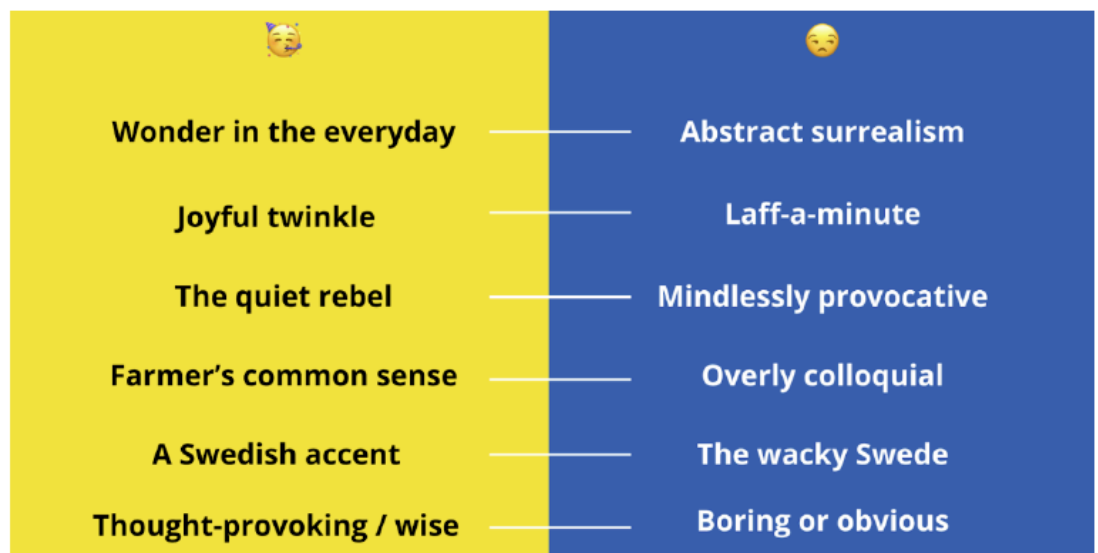 Wonder in the everyday
Abstract surrealism
Joyful twinkle
Laff-a-minute
The quiet rebel
Mindlessly provocative
Farmer’s common sense
Overly colloquial
A Swedish accent
The wacky Swede
Thought-provoking / wise
Boring or obvious